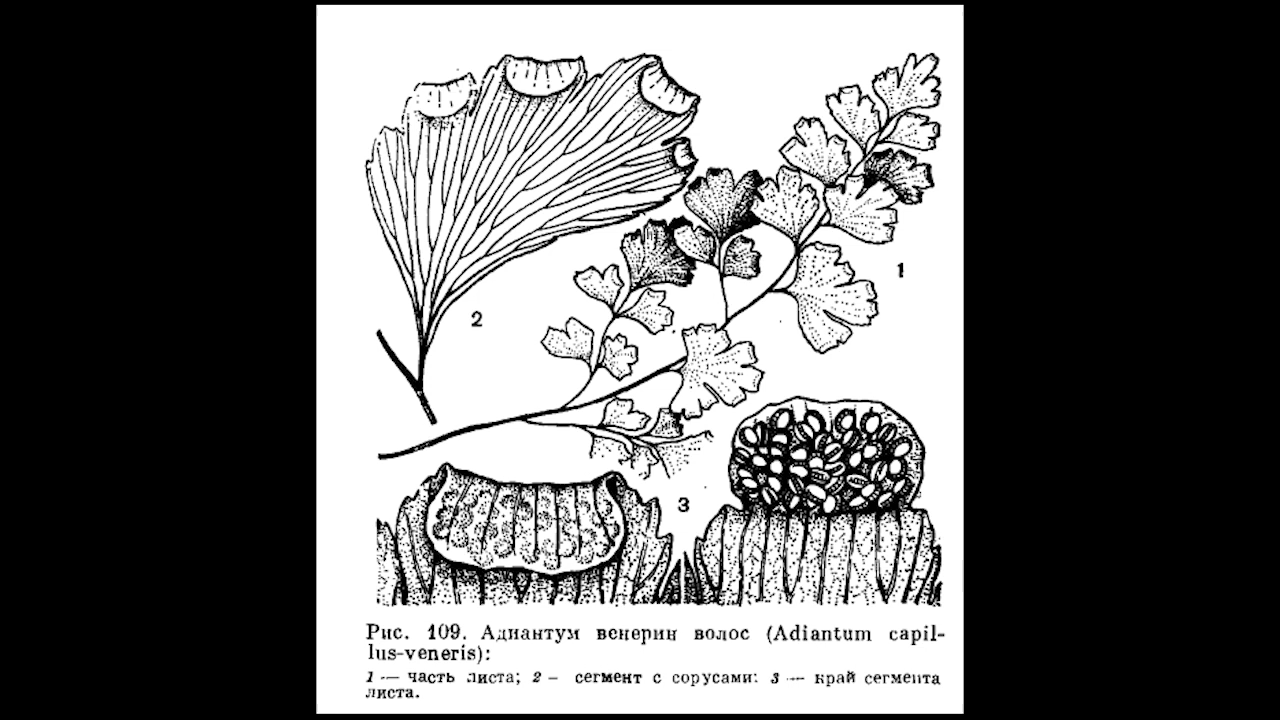 1
2
3
Рис. 109. Адиантум венерин волос (Adiantum capil-
lus-veneris):
1 — часть листа; 2 — сегмент с сорусами: 3 — край сегмента
листа.